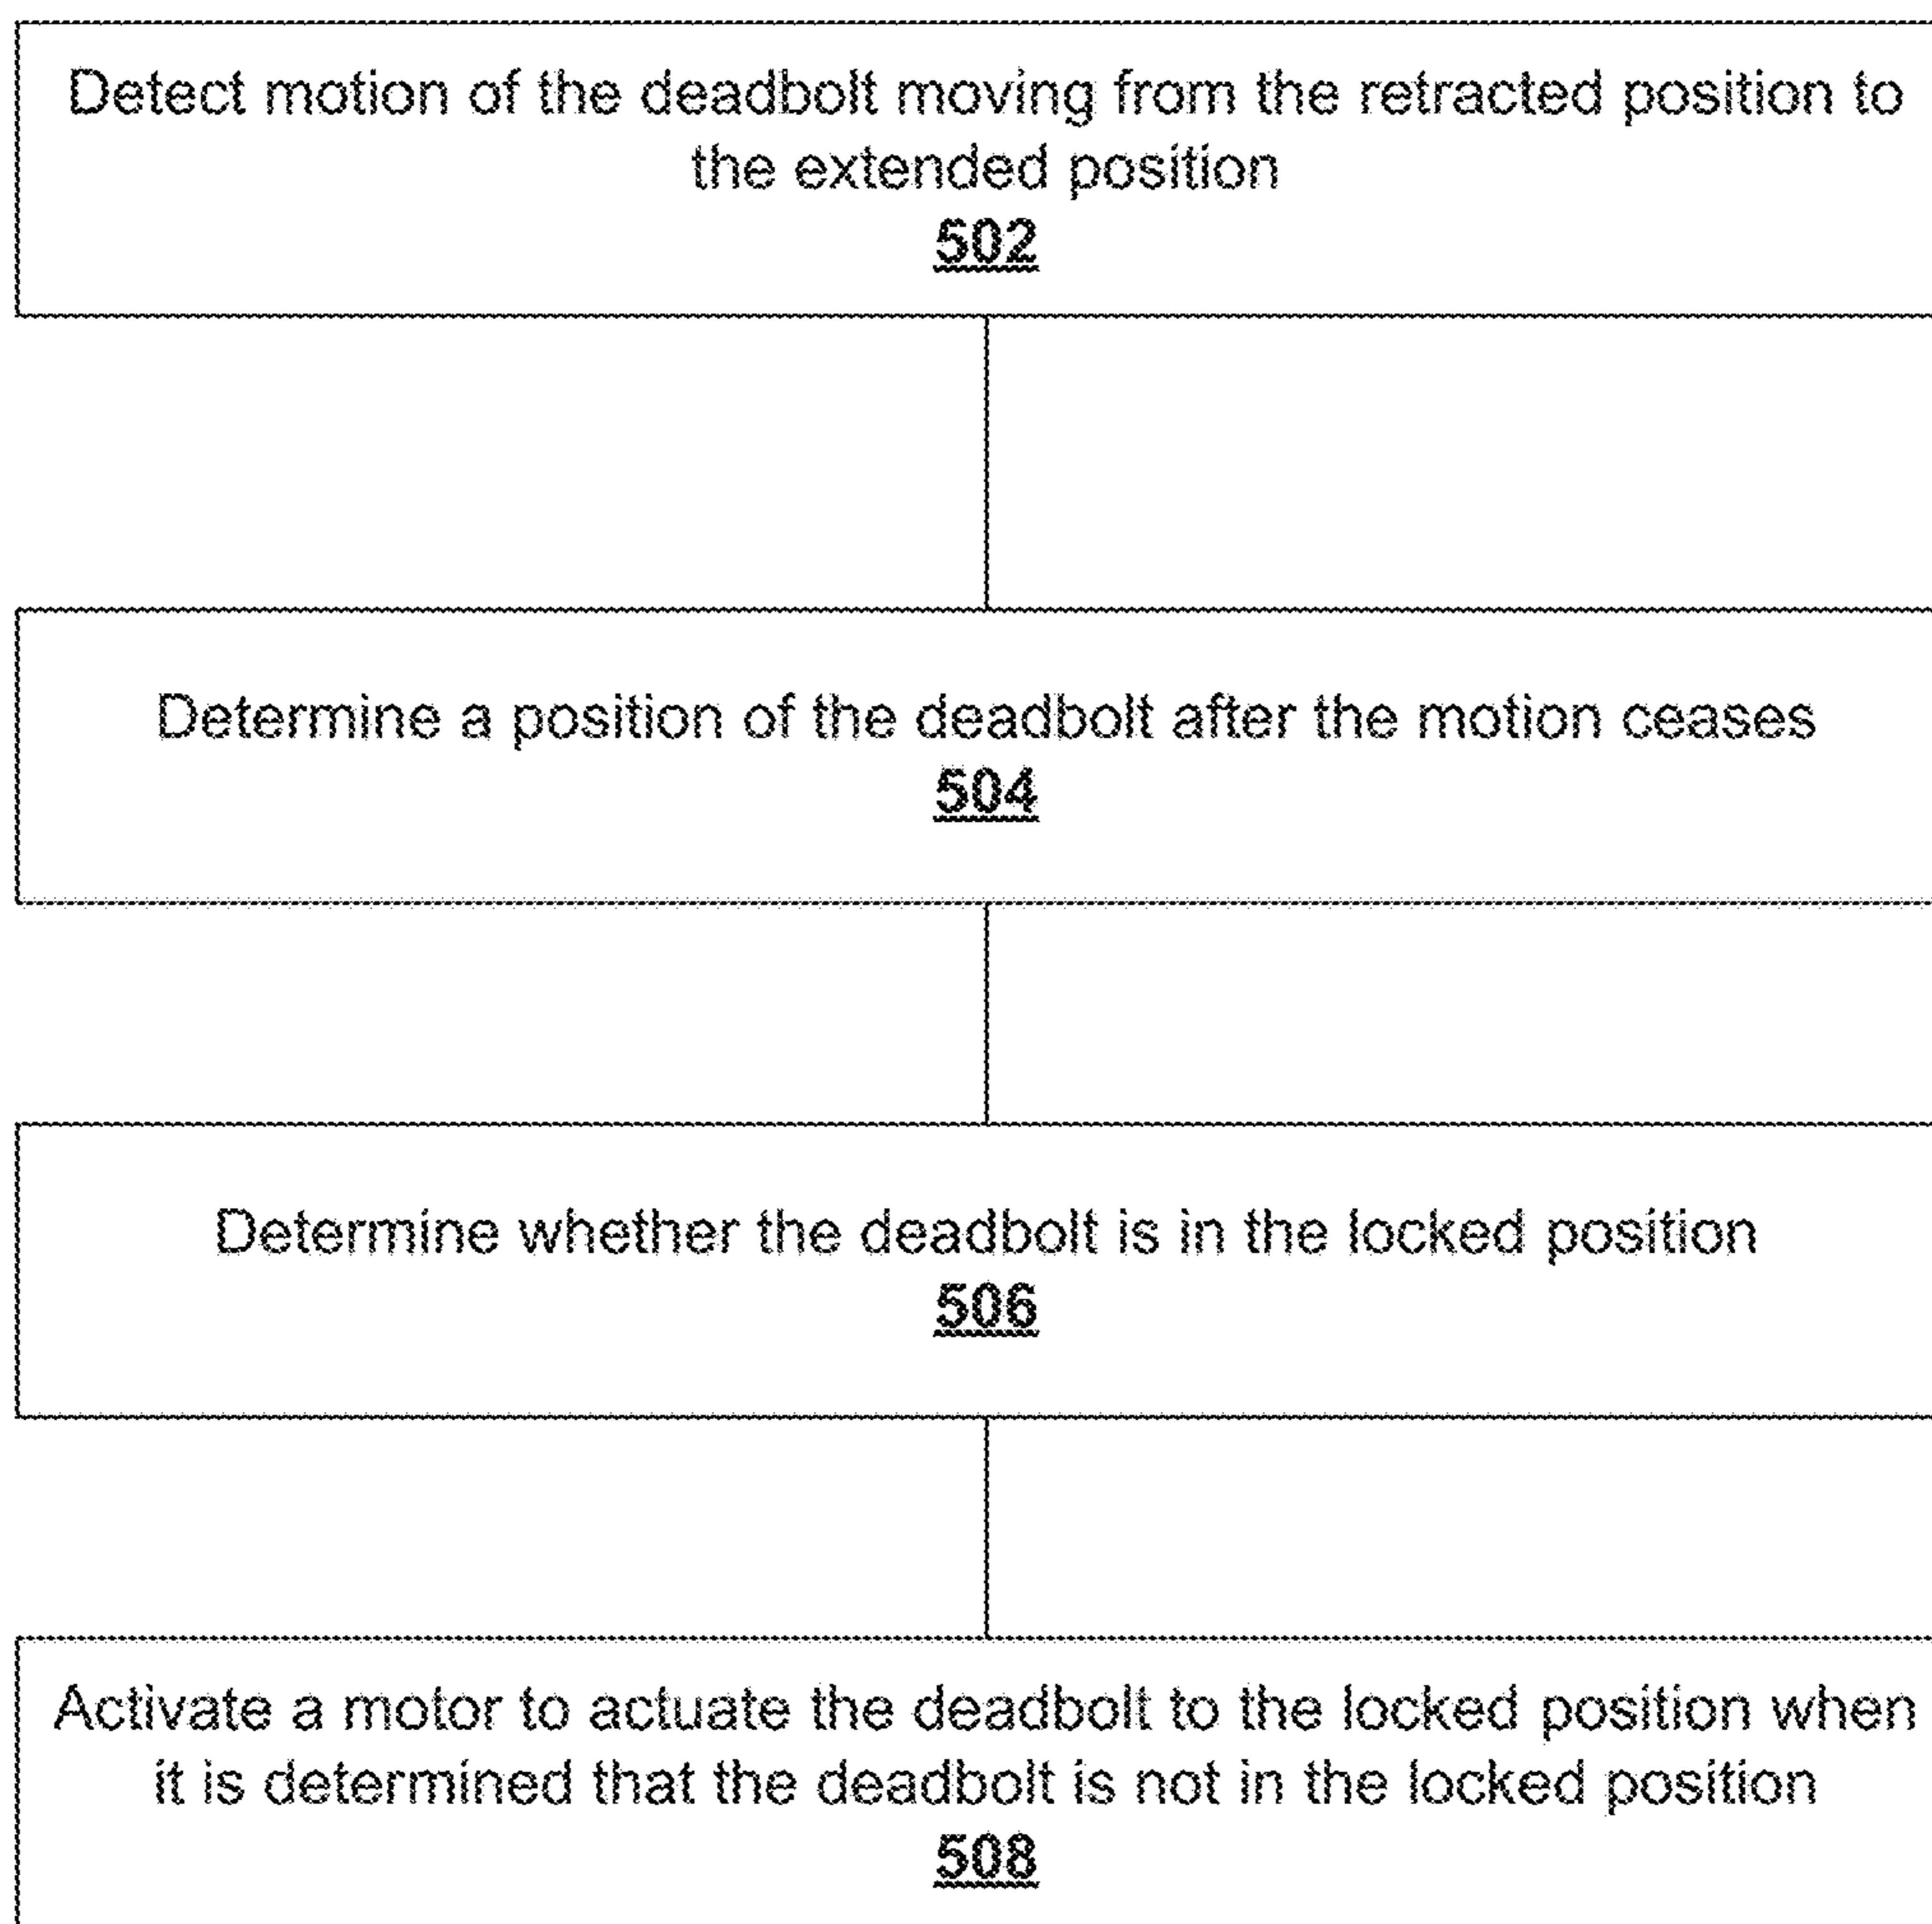 Detect motion of the deadbolt moving from the retracted position to
the extended position
502
Determine a position of the deadbolt after the motion ceases
504
Determine whether the deadbolt is in the locked position
506
Activate a motor to actuate the deadbolt to the locked position when
it is determined that the deadbolt is not in the locked position
508